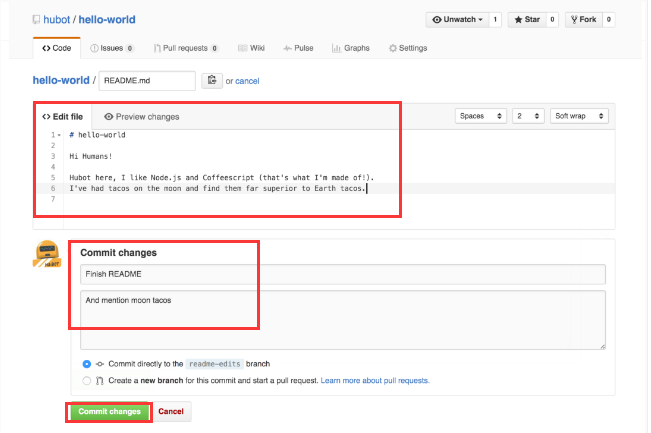 hubot / hello-world
Unwatch 1 Star 0 Fork 0
Code Issues 0 Pull requests 0 Wiki Pulse Graphs Settings
hello-world / README.md or cancel
Edit file Preview changes Spaces 2 Soft wrap
1 # hello-world
2
3 Hi Humans!
4
5 Hubot here, I like Node.js and Coffeescript (that's what I'm made of!).
6 I've had tacos on the moon and find them far superior to Earth tacos.
7
Commit changes
Finish README
And mention moon tacos
Commit directly to the readme-edits branch
Create a new branch for this commit and start a pull request. Learn more about pull requests.
Commit changes Cancel